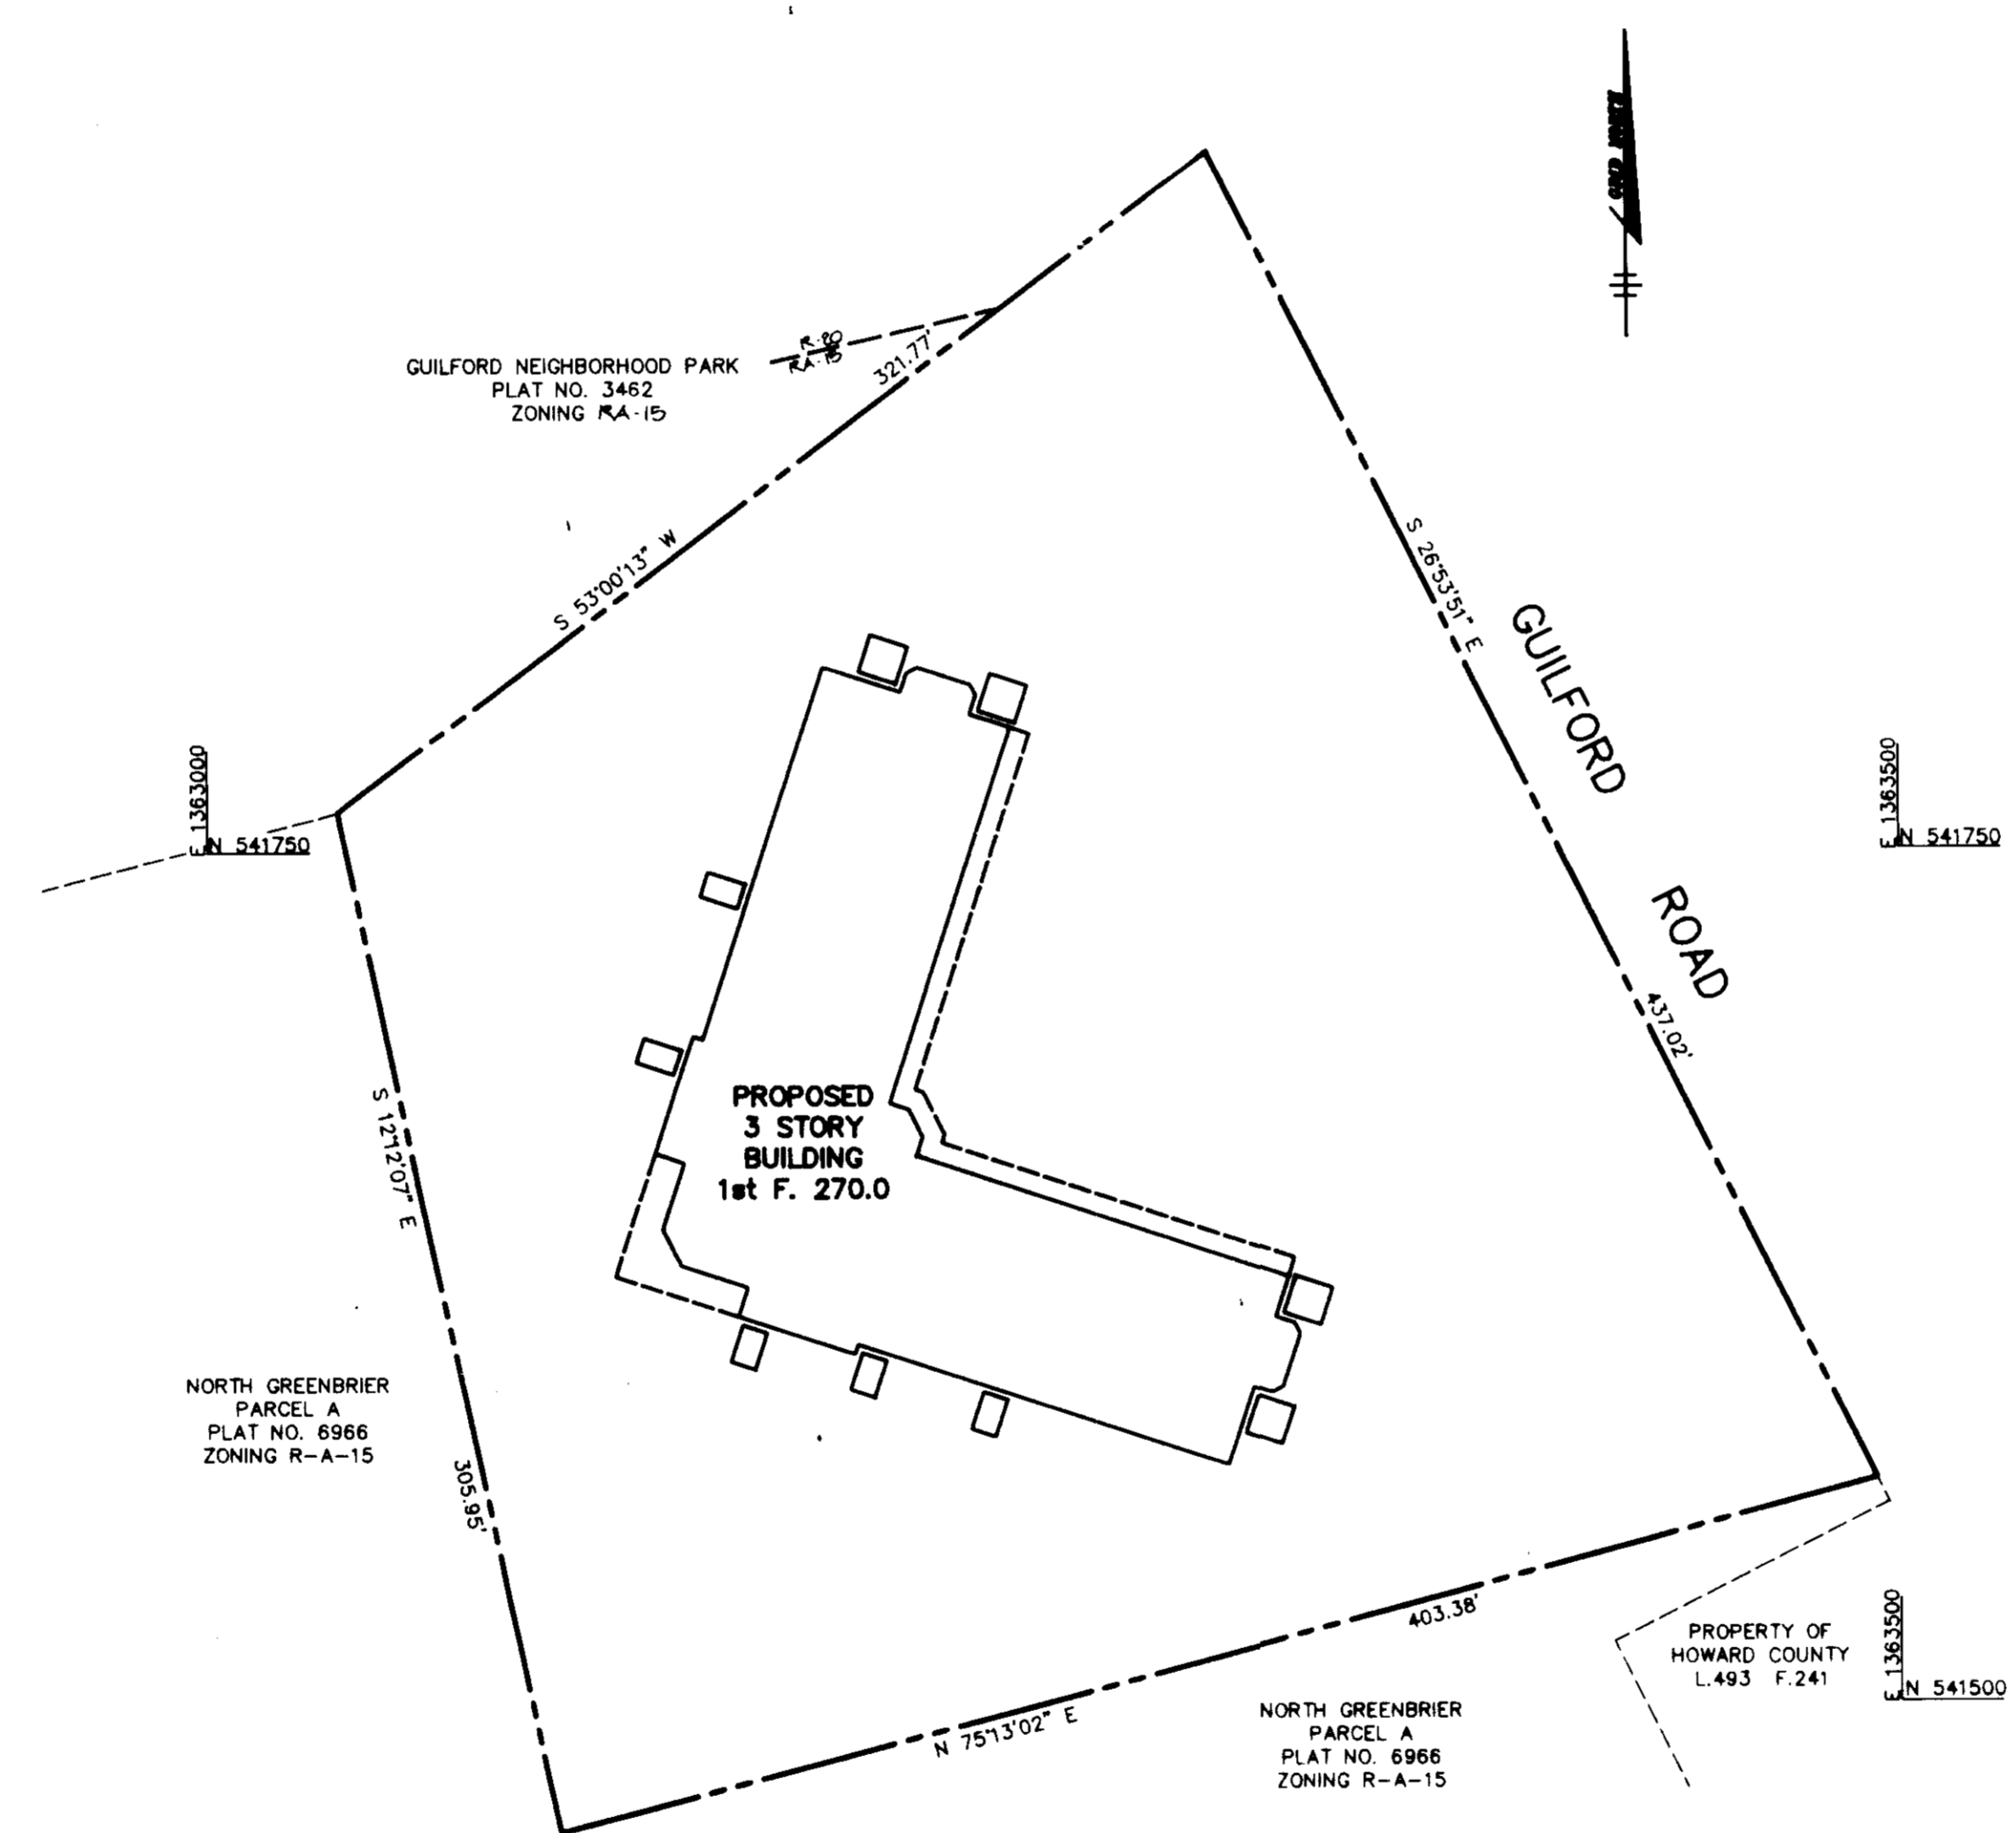 R-20
RA-15
GUILFORD NEIGHBORHOOD PARK
PLAT NO. 3462
ZONING RA-15
321.77'
S 53°00'13" W
S 26°53'51" E
GUILFORD
ROAD
437.02'
E 1363000
N 541750
E 1363500
N 541750
PROPOSED
3 STORY
BUILDING
1st F. 270.0
S 12°12'07" E
305.95'
NORTH GREENBRIER
PARCEL A
PLAT NO. 6966
ZONING R-A-15
403.38'
N 75°13'02" E
NORTH GREENBRIER
PARCEL A
PLAT NO. 6966
ZONING R-A-15
PROPERTY OF
HOWARD COUNTY
L.493 F.241
E 1363500
N 541500